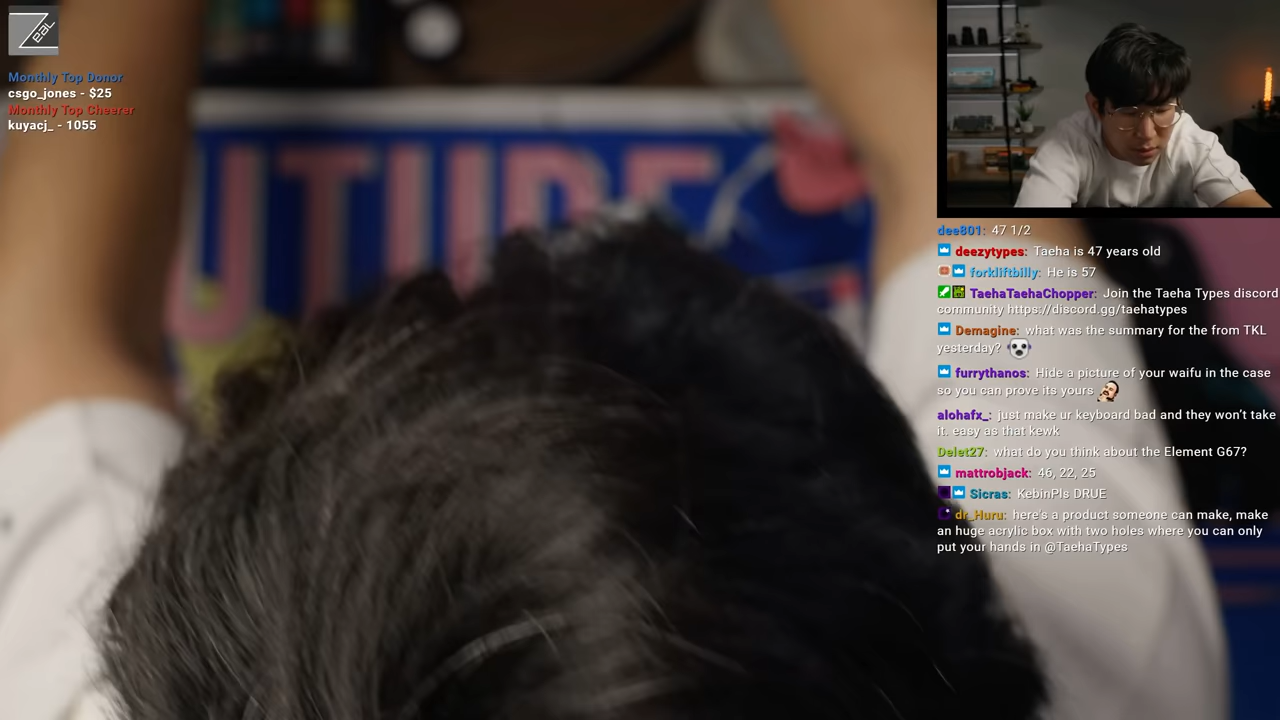 Zeal
Monthly Top Donor
csgo_jones - $25
Monthly Top Cheerer
kuyacj_ - 1055
UTURE
dee801: 47 1/2
deezytypes: Taeha is 47 years old
forkliftbilly: He is 57
TaehaTaehaChopper: Join the Taeha Types discord
community https://discord.gg/taehatypes
Demagine: what was the summary for the from TKL
yesterday?
furrythanos: Hide a picture of your waifu in the case
so you can prove its yours
alohafx_: just make ur keyboard bad and they won't take
it. easy as that kewk
Delet27: what do you think about the Element G67?
mattrobjack: 46, 22, 25
Sicras: KebinPls DRUE
dr_Huru: here's a product someone can make, make
an huge acrylic box with two holes where you can only
put your hands in @TaehaTypes